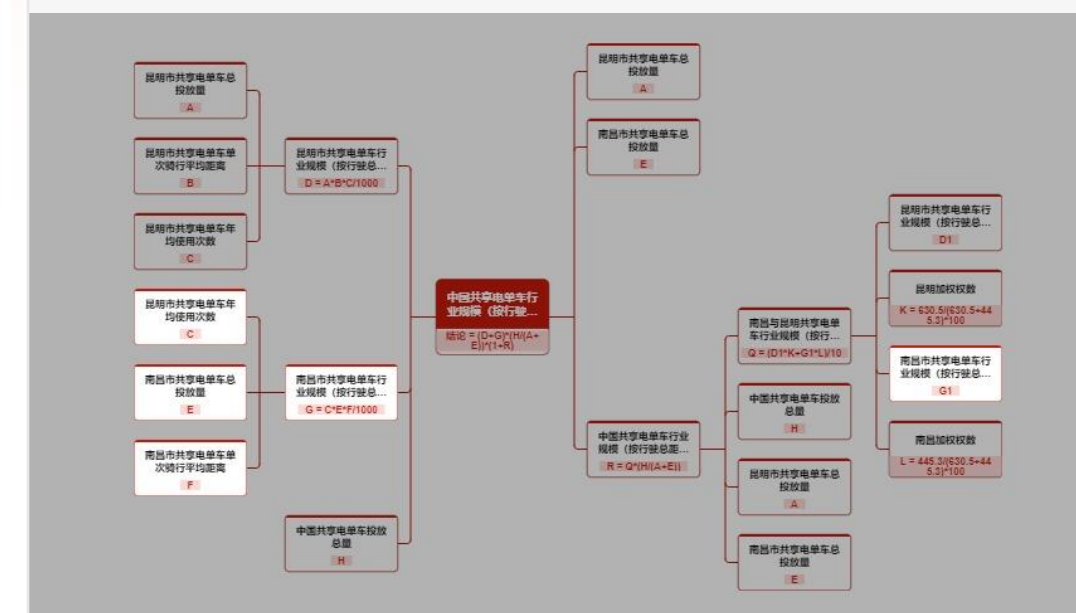 昆明市共享电单车总
投放量
A
昆明市共享电单车单
次骑行平均距离
B
昆明市共享电单车年
均使用次数
C
昆明市共享电单车年
均使用次数
C
南昌市共享电单车总
投放量
E
南昌市共享电单车单
次骑行平均距离
F
昆明市共享电单车行
业规模（按行驶总...
D = A*B*C/1000
南昌市共享电单车行
业规模（按行驶总...
G = C*E*F/1000
中国共享电单车投放
总量
H
中国共享电单车行
业规模（按行驶...
结论 = (D+G)*(H/(A+
E))*(1+R)
昆明市共享电单车总
投放量
A
南昌市共享电单车总
投放量
E
中国共享电单车行业
规模（按行驶总距...
R = Q*(H/(A+E))
南昌与昆明共享电单
车行业规模（按行...
Q = (D1*K+G1*L)/10
中国共享电单车投放
总量
H
昆明市共享电单车总
投放量
A
南昌市共享电单车总
投放量
E
昆明市共享电单车行
业规模（按行驶总...
D1
昆明加权权数
K = 630.5/(630.5+44
5.3)*100
南昌市共享电单车行
业规模（按行驶总...
G1
南昌加权权数
L = 445.3/(630.5+44
5.3)*100